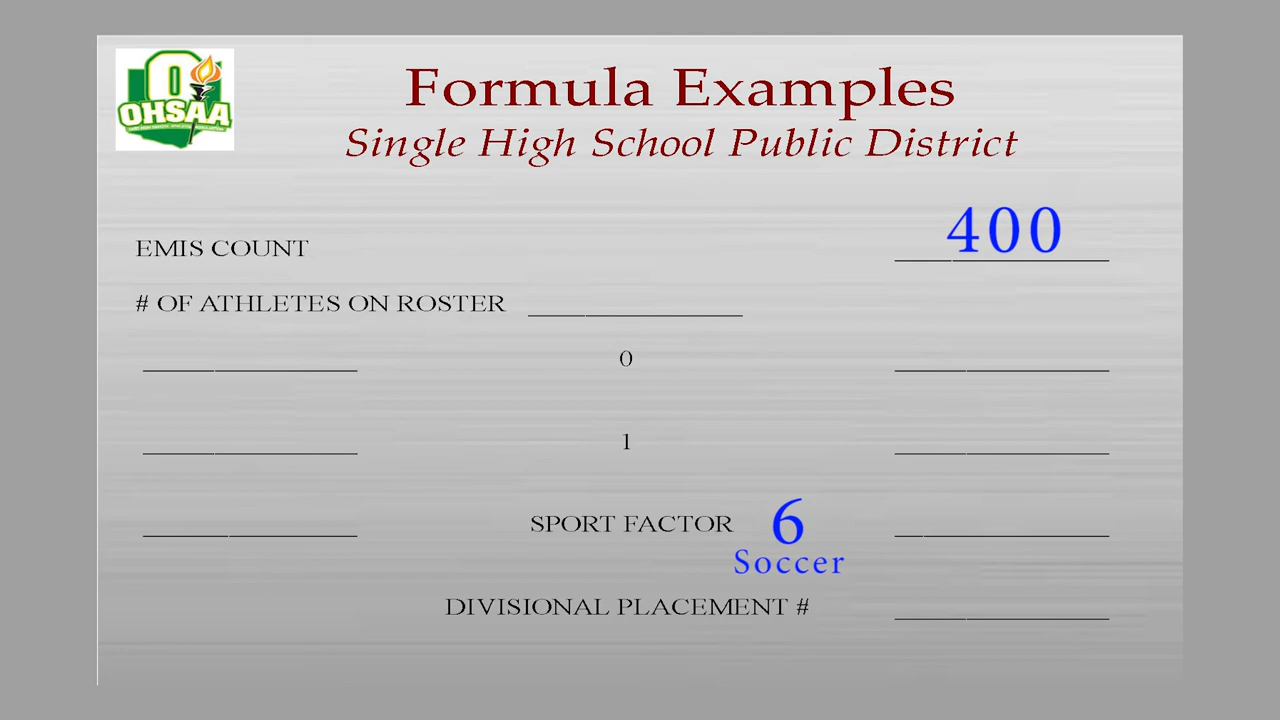 OHSAA
Formula Examples
Single High School Public District
EMIS COUNT 400
# OF ATHLETES ON ROSTER
0
1
SPORT FACTOR 6
Soccer
DIVISIONAL PLACEMENT #